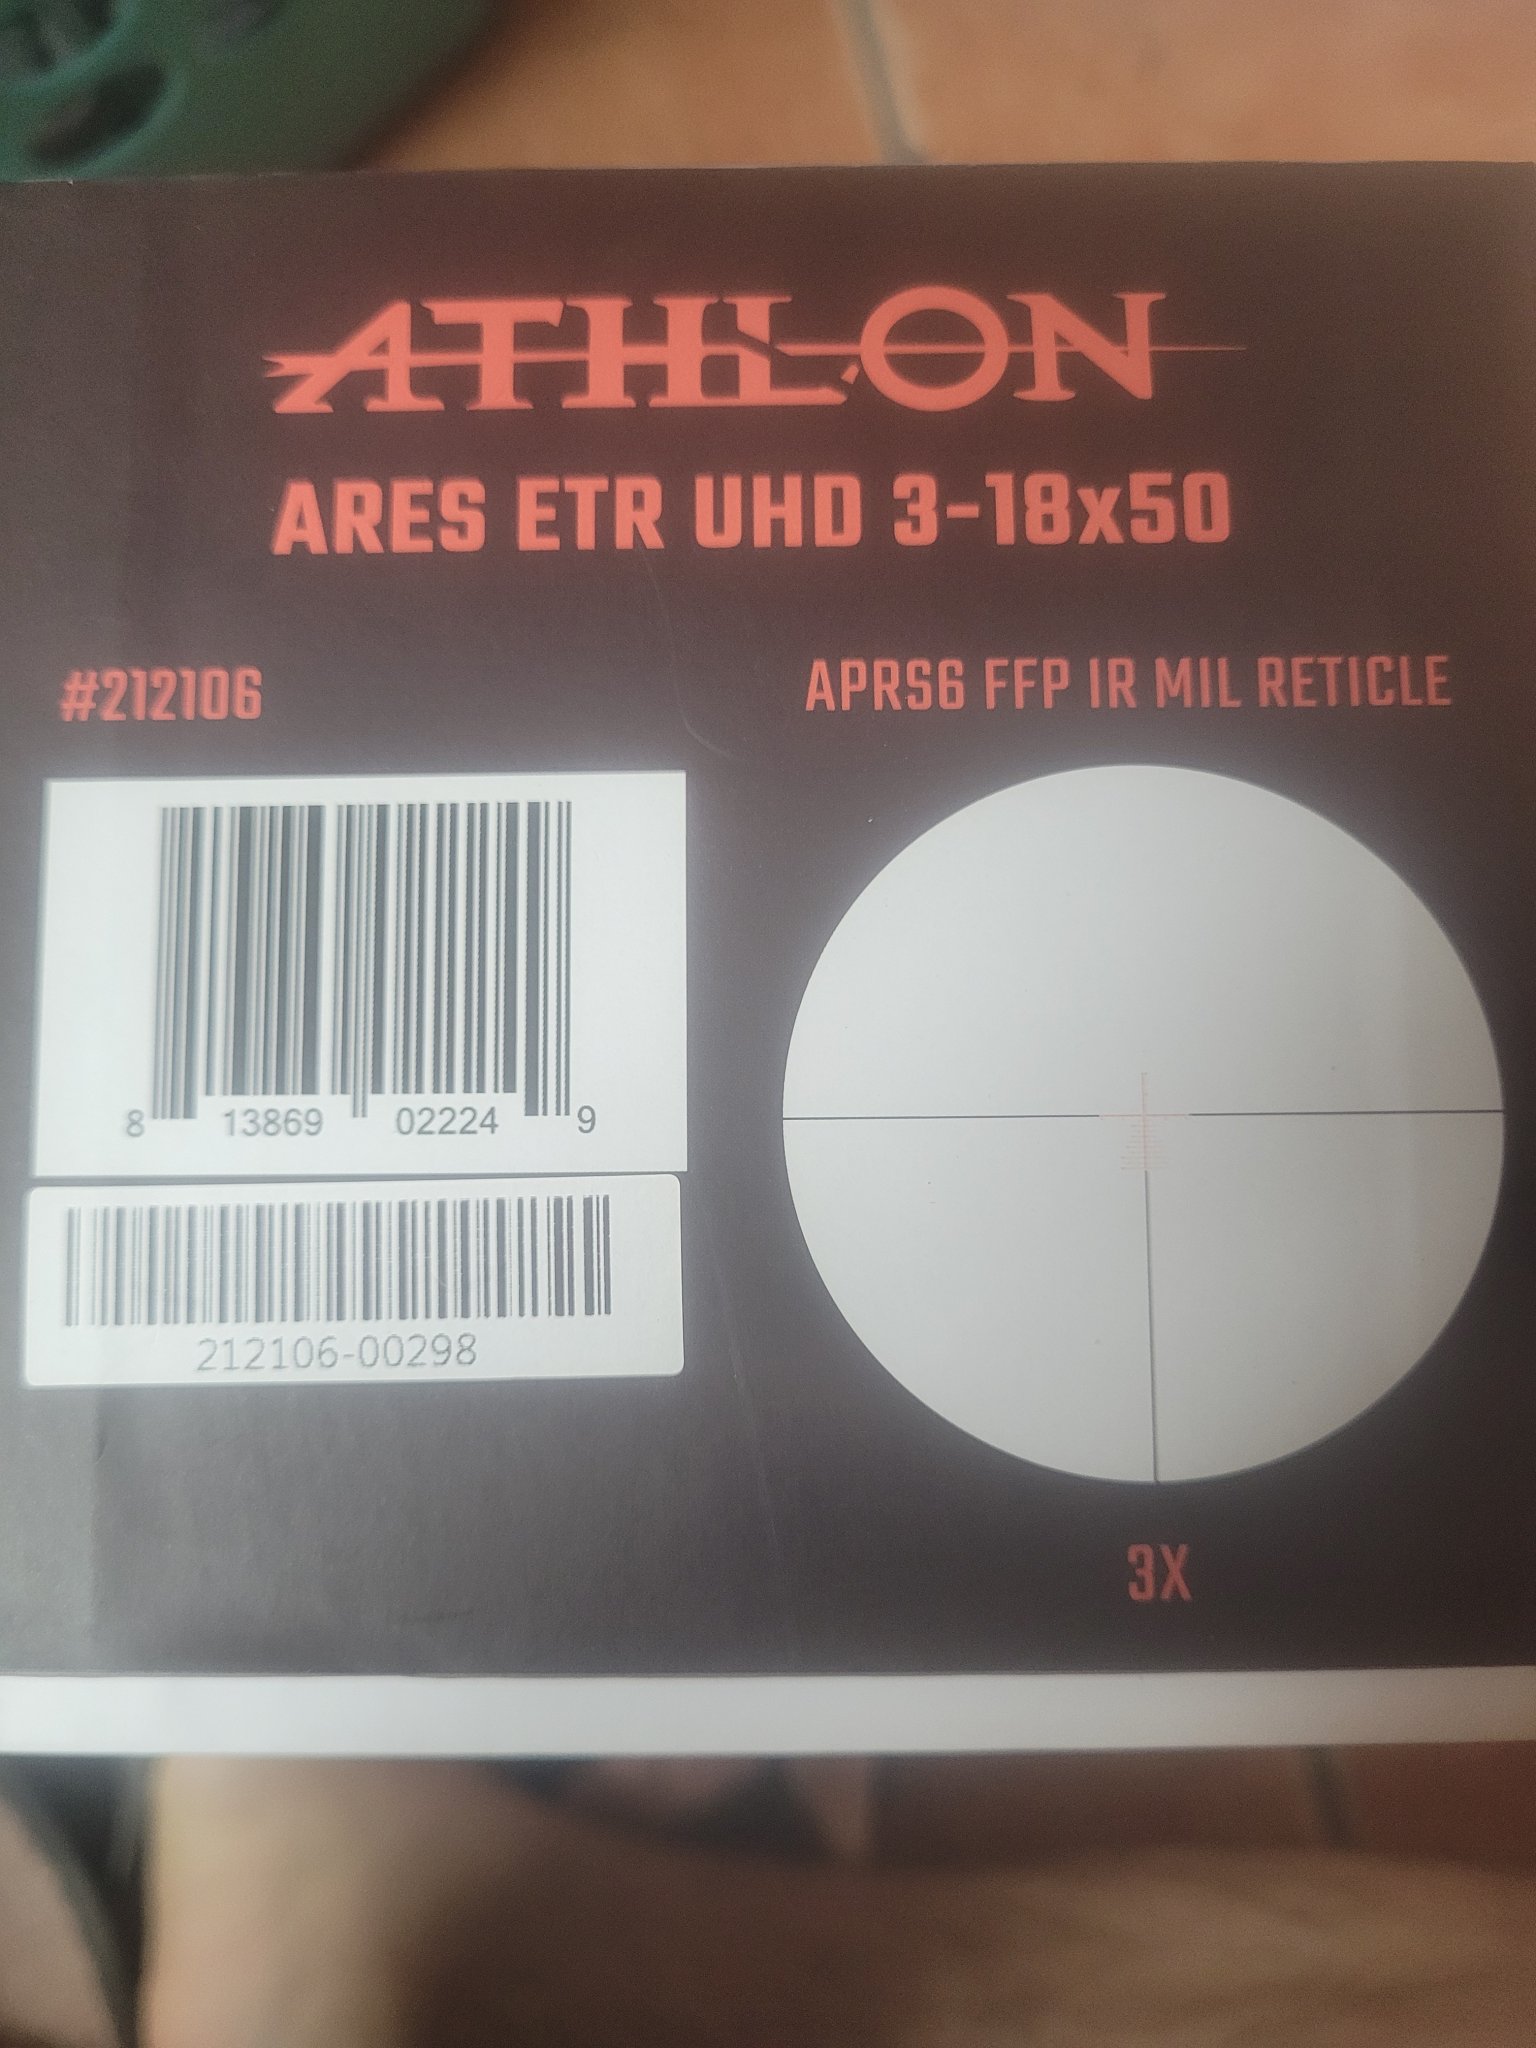 ATHLON
ARES ETR UHD 3-18x50
#212106
APRS6 FFP IR MIL RETICLE
8 13869 02224 9
212106-00298
3X